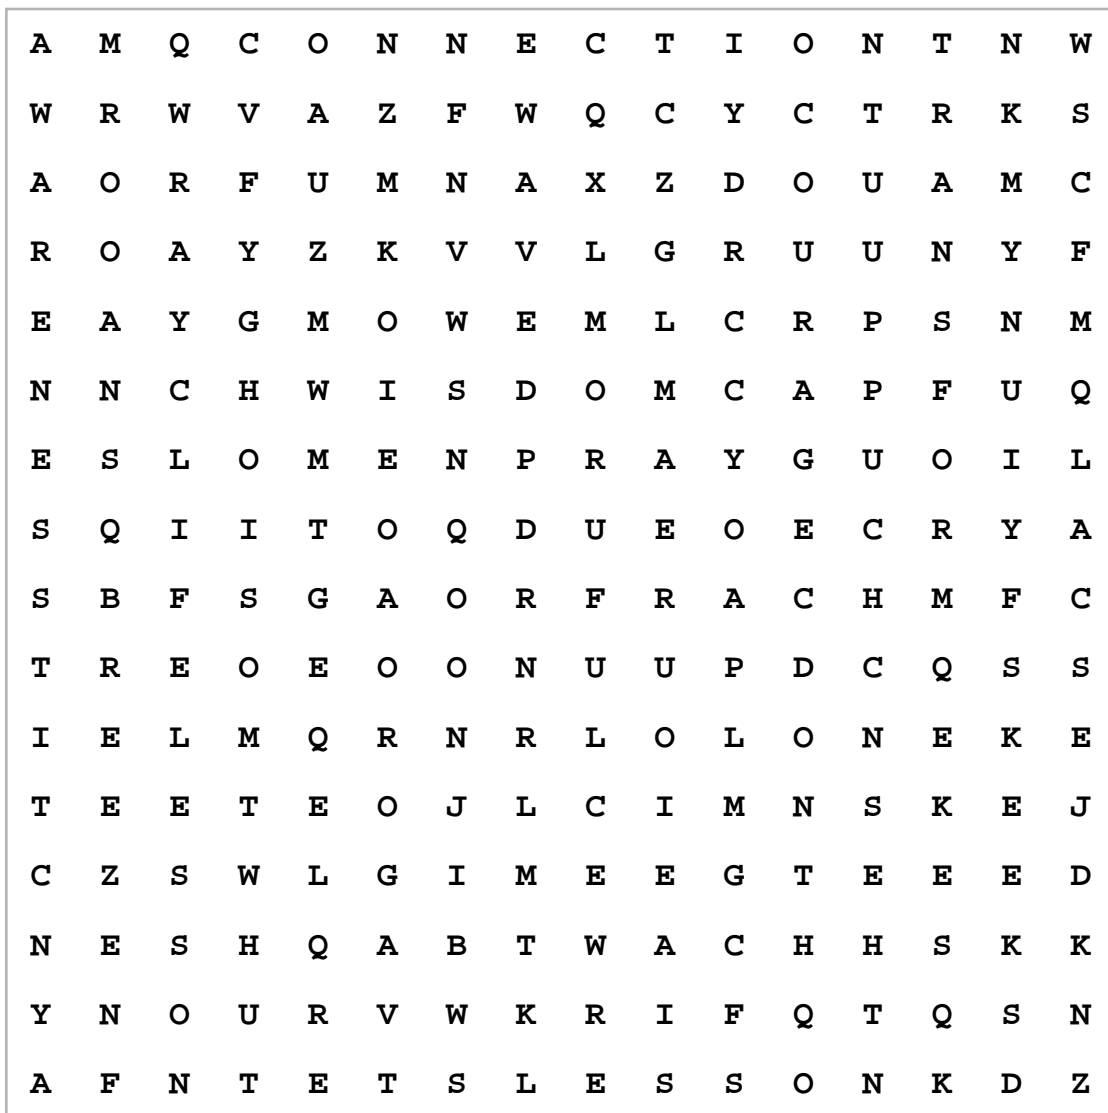 A M Q C O N N E C T I O N T N W
W R W V A Z F W Q C Y C T R K S
A O R F U M N A X Z D O U A M C
R O A Y Z K V V L G R U U N Y F
E A Y G M O W E M L C R P S N M
N N C H W I S D O M C A P F U Q
E S L O M E N P R A Y G U O I L
S Q I I T O Q D U E O E C R Y A
S B F S G A O R F R A C H M F C
T R E O E O O N U U P D C Q S S
I E L M Q R N R L O L O N E K E
T E E T E O J L C I M N S K E J
C Z S W L G I M E E G T E E E D
N E S H Q A B T W A C H H S K K
Y N O U R V W K R I F Q T Q S N
A F N T E T S L E S S O N K D Z